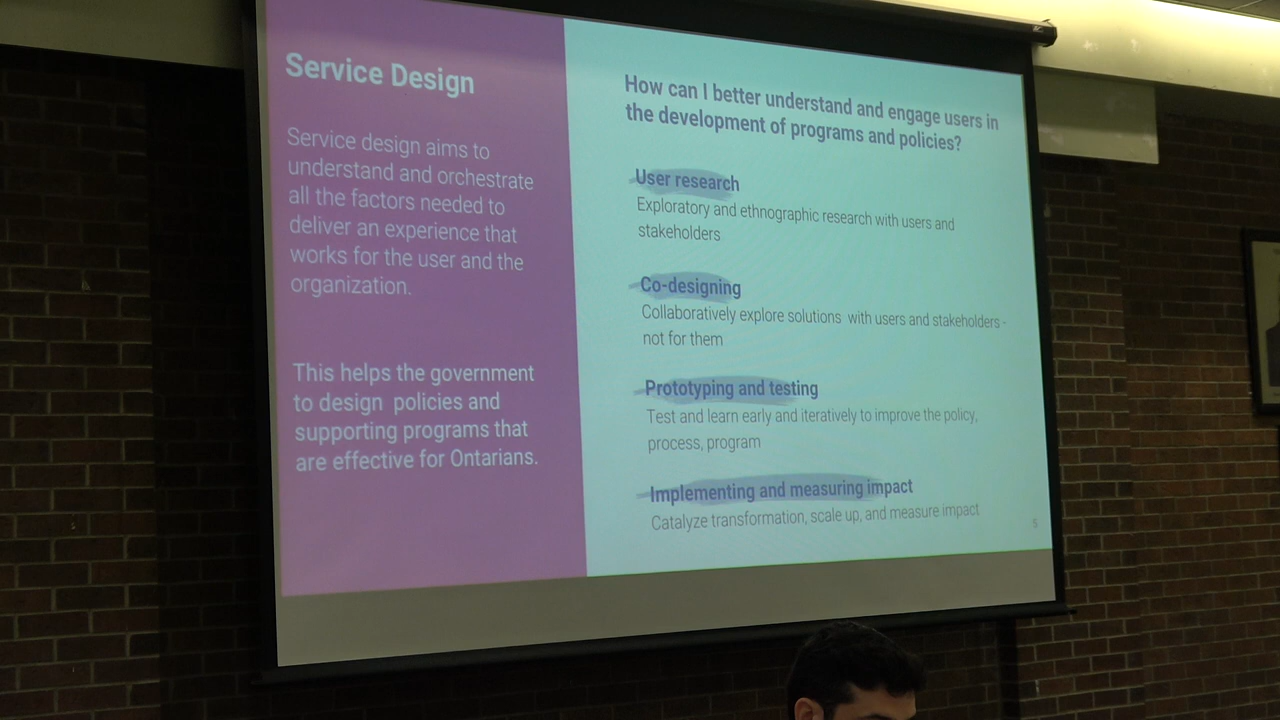 Service Design
Service design aims to
understand and orchestrate
all the factors needed to
deliver an experience that
works for the user and the
organization.
This helps the government
to design policies and
supporting programs that
are effective for Ontarians.
How can I better understand and engage users in
the development of programs and policies?
User research
Exploratory and ethnographic research with users and
stakeholders
Co-designing
Collaboratively explore solutions with users and stakeholders -
not for them
Prototyping and testing
Test and learn early and iteratively to improve the policy,
process, program
Implementing and measuring impact
Catalyze transformation, scale up, and measure impact
5